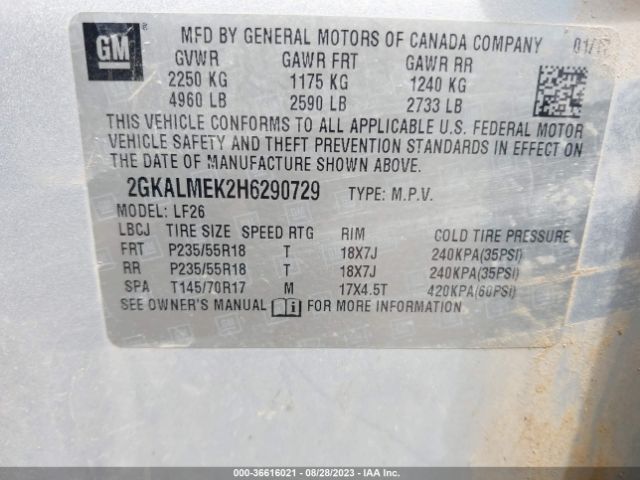 GM
MFD BY GENERAL MOTORS OF CANADA COMPANY 01/17
GVWR GAWR FRT GAWR RR
2250 KG 1175 KG 1240 KG
4960 LB 2590 LB 2733 LB
THIS VEHICLE CONFORMS TO ALL APPLICABLE U.S. FEDERAL MOTOR
VEHICLE SAFETY AND THEFT PREVENTION STANDARDS IN EFFECT ON
THE DATE OF MANUFACTURE SHOWN ABOVE.
2GKALMEK2H6290729 TYPE: M.P.V.
MODEL: LF26
LBCJ TIRE SIZE SPEED RTG RIM COLD TIRE PRESSURE
FRT P235/55R18 T 18X7J 240KPA(35PSI)
RR P235/55R18 T 18X7J 240KPA(35PSI)
SPA T145/70R17 M 17X4.5T 420KPA(60PSI)
SEE OWNER'S MANUAL FOR MORE INFORMATION
000-36616021 - 08/28/2023 - IAA Inc.